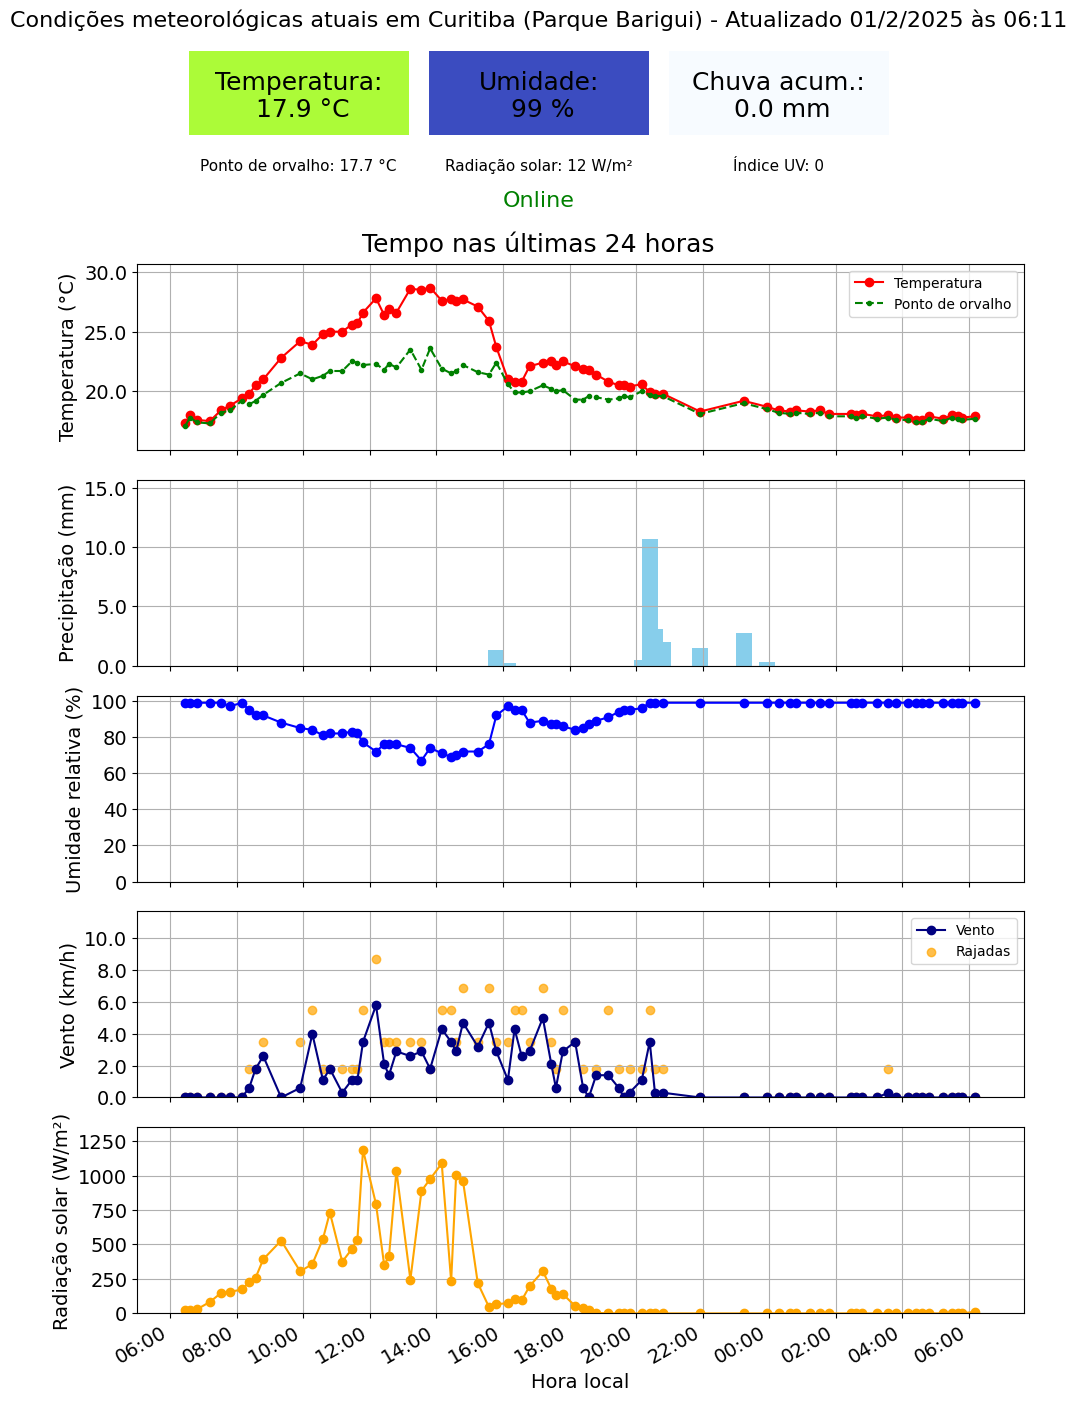 Condições meteorológicas atuais em Curitiba (Parque Barigui) - Atualizado 01/2/2025 às 06:11
Temperatura:
17.9 °C
Umidade:
99 %
Chuva acum.:
0.0 mm
Ponto de orvalho: 17.7 °C
Radiação solar: 12 W/m²
Índice UV: 0
Online
Tempo nas últimas 24 horas
Temperatura (°C)
30.0
25.0
20.0
Temperatura
Ponto de orvalho
Precipitação (mm)
15.0
10.0
5.0
0.0
Umidade relativa (%)
100
80
60
40
20
0
Vento (km/h)
10.0
8.0
6.0
4.0
2.0
0.0
Vento
Rajadas
Radiação solar (W/m²)
1250
1000
750
500
250
0
06:00
08:00
10:00
12:00
14:00
16:00
18:00
20:00
22:00
00:00
02:00
04:00
06:00
Hora local